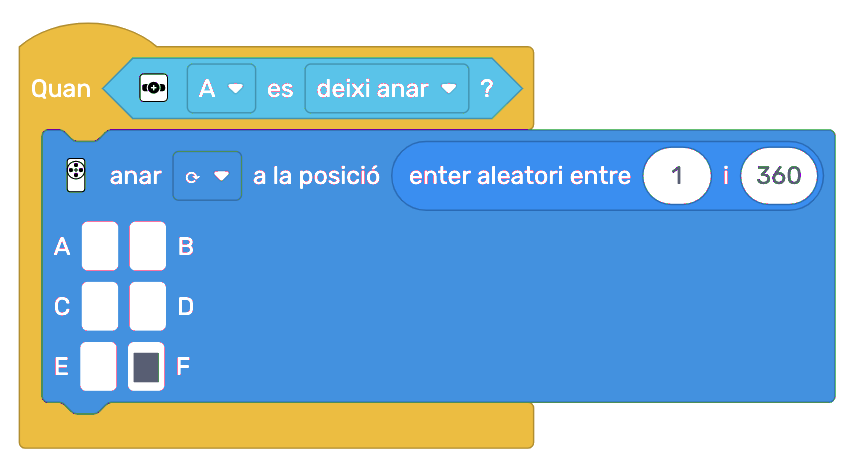 Quan A es deixi anar ?
anar ⟳ a la posició enter aleatori entre 1 i 360
A B
C D
E F